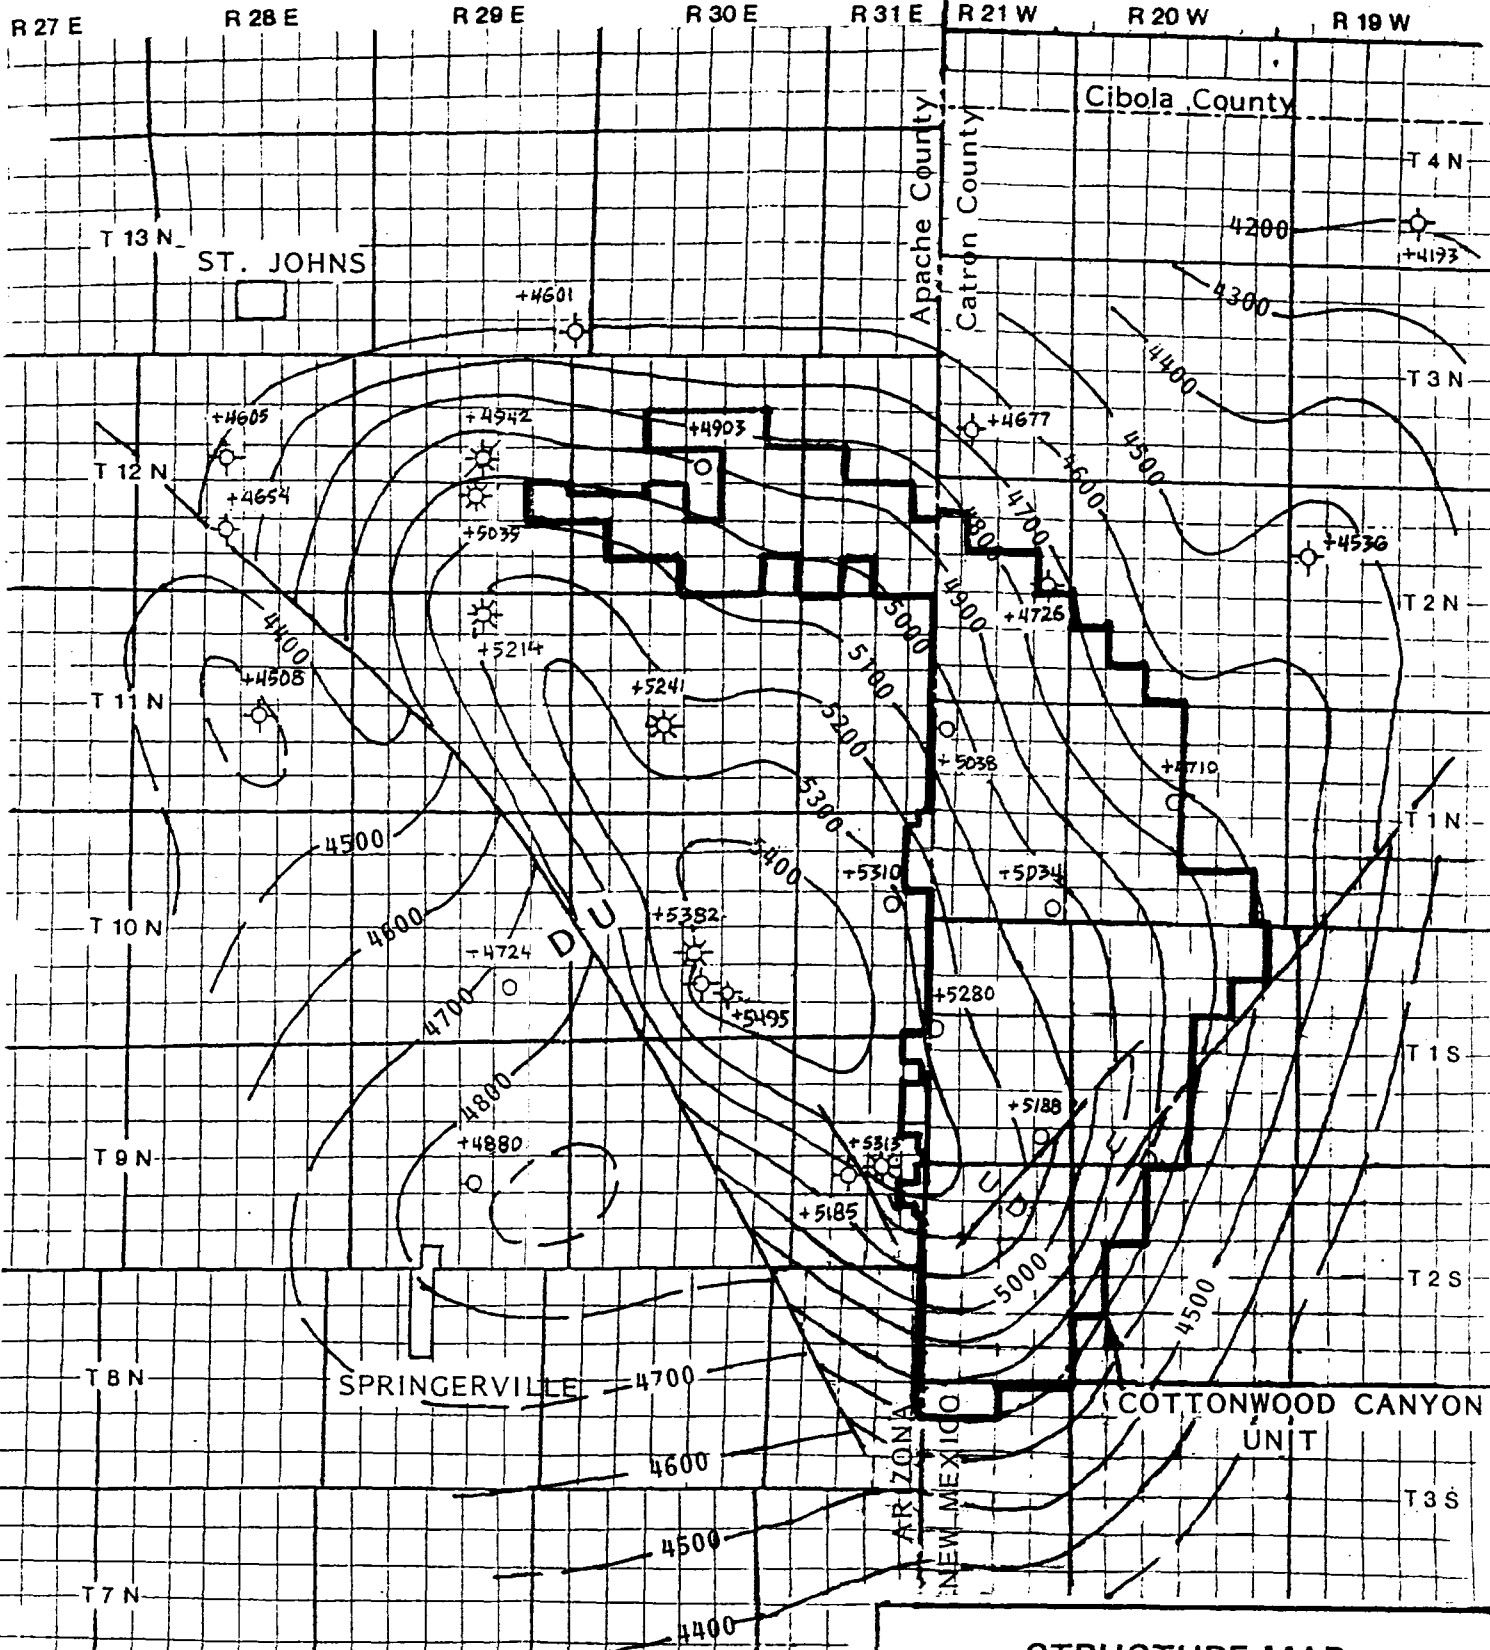 R 27 E R 28 E R 29 E R 30 E R 31 E R 21 W R 20 W R 19 W
Cibola County
Apache County
Catron County
T 4 N
4200
+4193
T 13 N
ST. JOHNS
+4601
4300
4400
T 3 N
+4605
+4942
+4903
+4677
4500
4600
T 12 N
+4654
+5035
4700
4800
+4536
4900
5000
T 2 N
+4726
4400
+5214
5100
+4508
+5241
T 11 N
5200
+5038
+4710
5300
4500
T 1 N
5400
+5310
+5034
U
D
+5382
T 10 N
4600
-4724
+5280
4700
+5495
T 1 S
4800
+5188
+4880
+5313
T 9 N
U
D
+5185
5000
T 2 S
4500
T 8 N
SPRINGERVILLE
4700
COTTONWOOD CANYON
UNIT
ARIZONA
NEW MEXICO
4600
T 3 S
4500
T 7 N
4400
STRUCTURE MAP